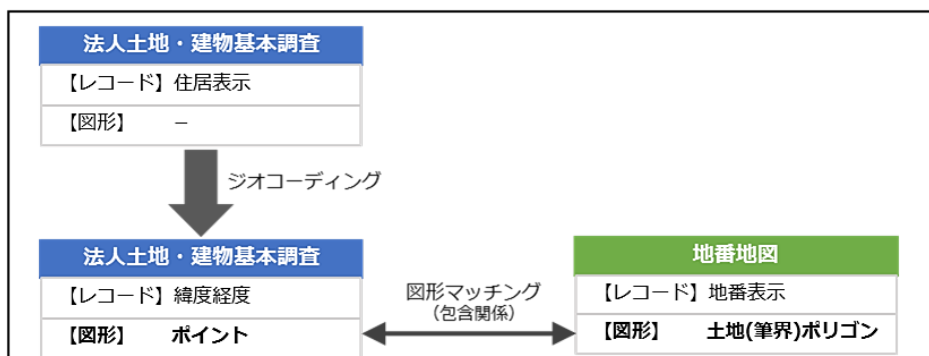 法人土地・建物基本調査
【レコード】住居表示
【図形】 －
ジオコーディング
法人土地・建物基本調査
【レコード】緯度経度
【図形】 ポイント
図形マッチング
(包含関係)
地番地図
【レコード】地番表示
【図形】 土地(筆界)ポリゴン